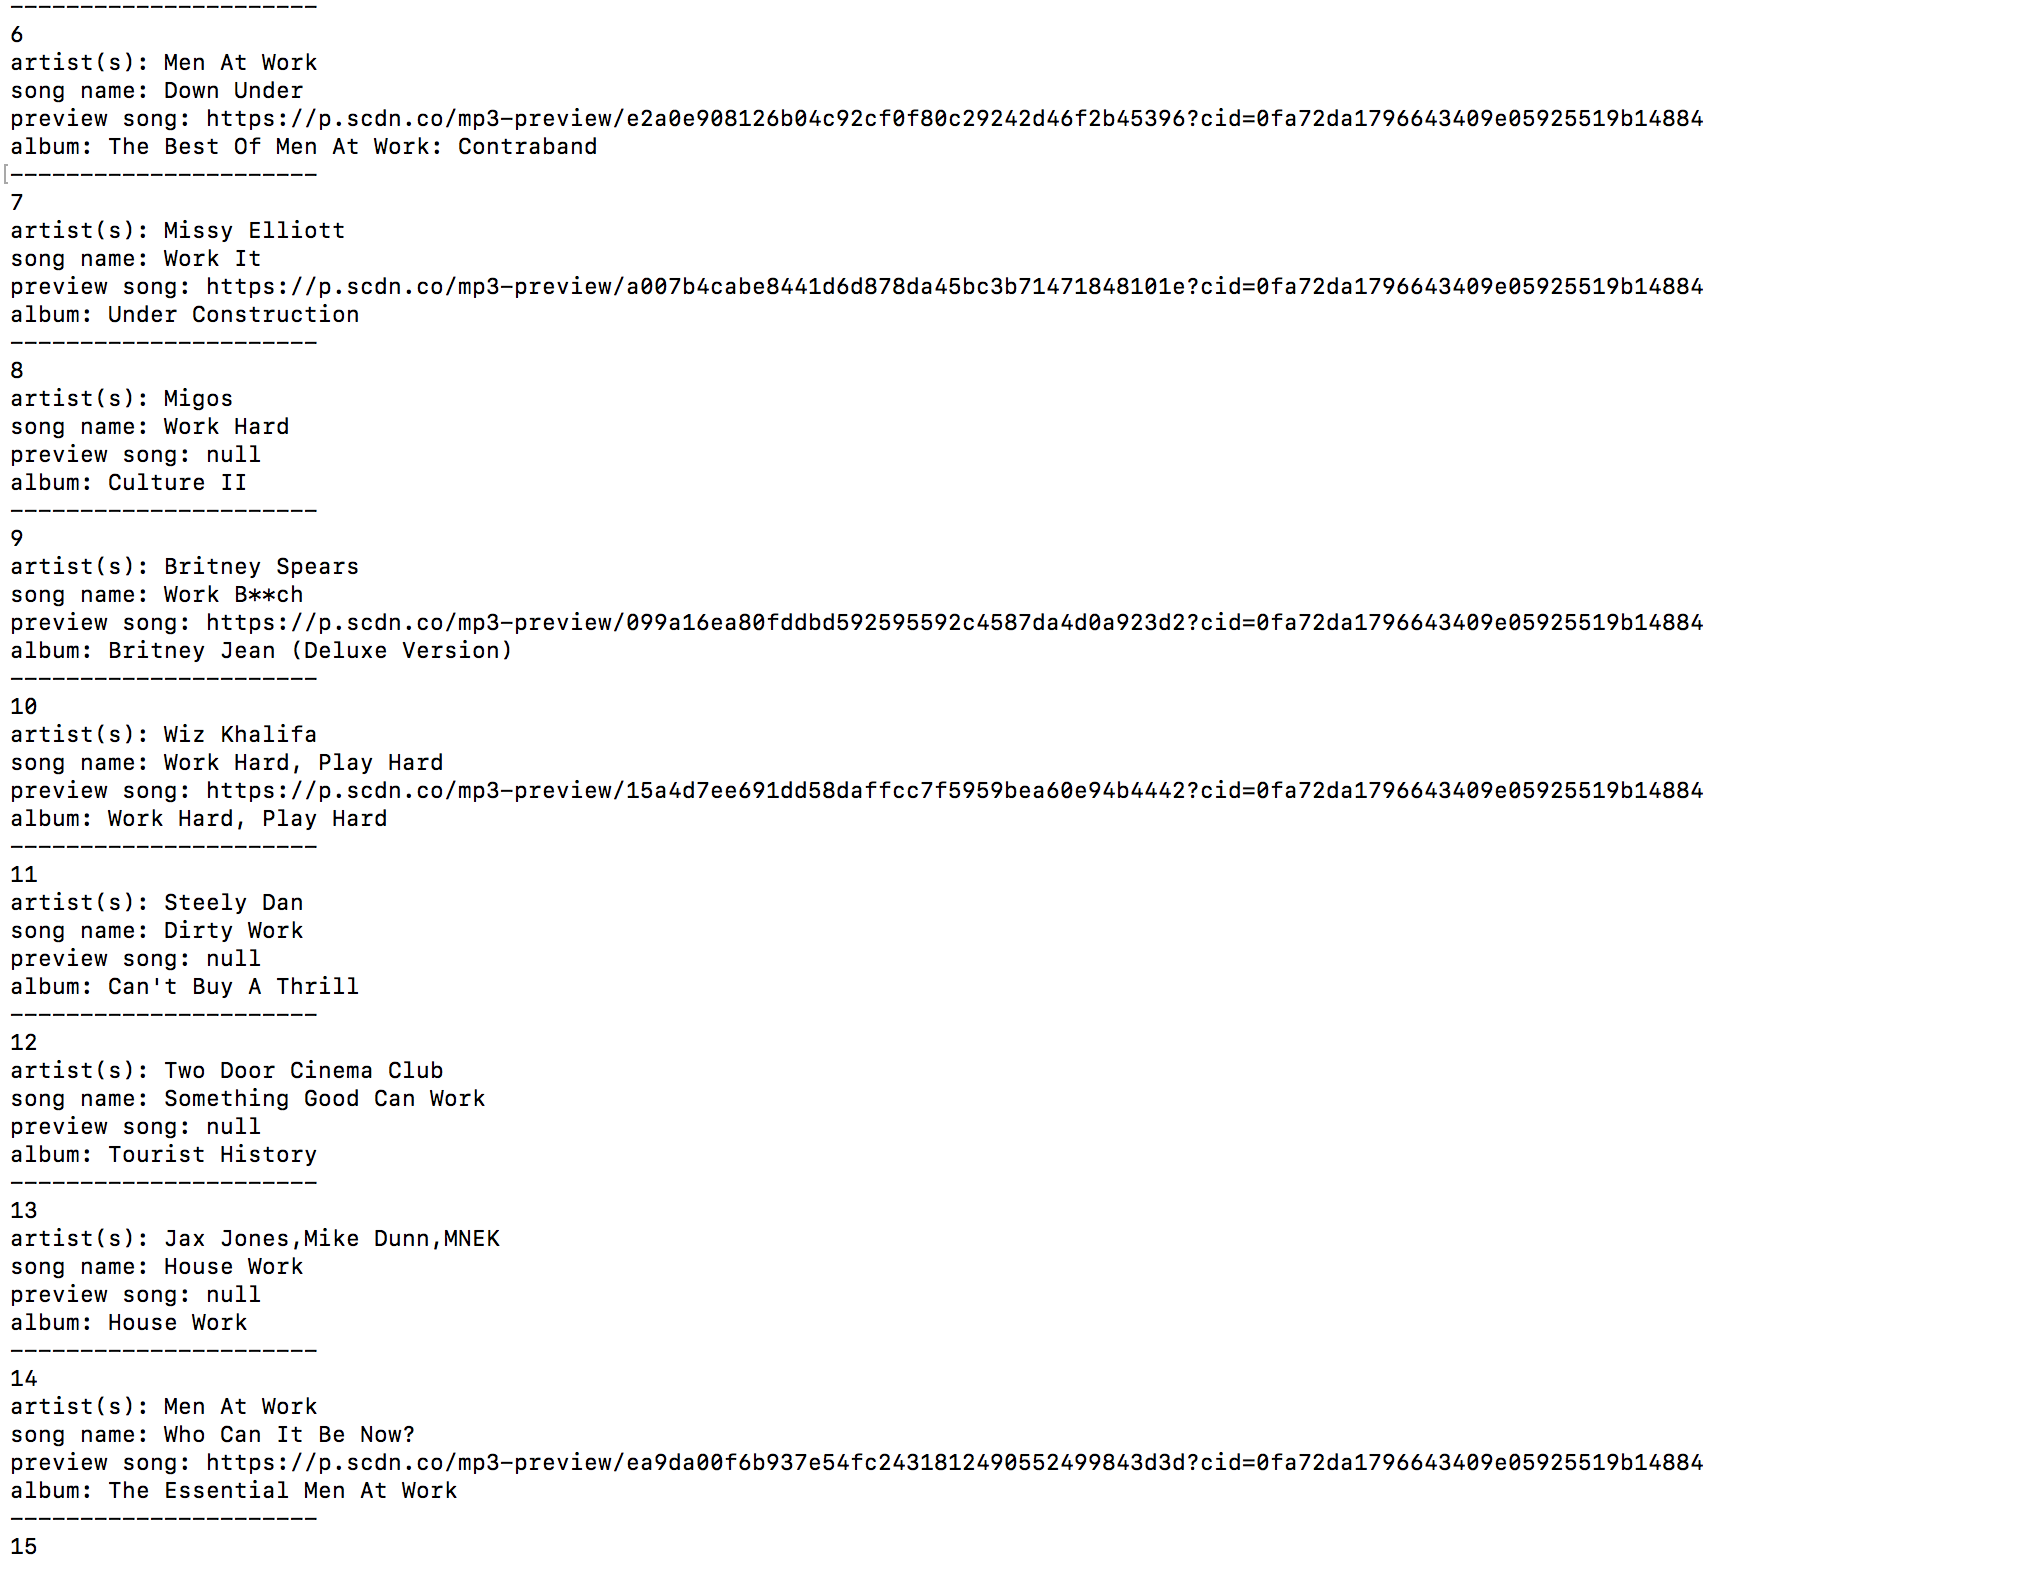 ----------------------
6
artist(s): Men At Work
song name: Down Under
preview song: https://p.scdn.co/mp3-preview/e2a0e908126b04c92cf0f80c29242d46f2b45396?cid=0fa72da1796643409e05925519b14884
album: The Best Of Men At Work: Contraband
[----------------------
7
artist(s): Missy Elliott
song name: Work It
preview song: https://p.scdn.co/mp3-preview/a007b4cabe8441d6d878da45bc3b71471848101e?cid=0fa72da1796643409e05925519b14884
album: Under Construction
----------------------
8
artist(s): Migos
song name: Work Hard
preview song: null
album: Culture II
----------------------
9
artist(s): Britney Spears
song name: Work B**ch
preview song: https://p.scdn.co/mp3-preview/099a16ea80fddbd592595592c4587da4d0a923d2?cid=0fa72da1796643409e05925519b14884
album: Britney Jean (Deluxe Version)
----------------------
10
artist(s): Wiz Khalifa
song name: Work Hard, Play Hard
preview song: https://p.scdn.co/mp3-preview/15a4d7ee691dd58daffcc7f5959bea60e94b4442?cid=0fa72da1796643409e05925519b14884
album: Work Hard, Play Hard
----------------------
11
artist(s): Steely Dan
song name: Dirty Work
preview song: null
album: Can't Buy A Thrill
----------------------
12
artist(s): Two Door Cinema Club
song name: Something Good Can Work
preview song: null
album: Tourist History
----------------------
13
artist(s): Jax Jones,Mike Dunn,MNEK
song name: House Work
preview song: null
album: House Work
----------------------
14
artist(s): Men At Work
song name: Who Can It Be Now?
preview song: https://p.scdn.co/mp3-preview/ea9da00f6b937e54fc2431812490552499843d3d?cid=0fa72da1796643409e05925519b14884
album: The Essential Men At Work
----------------------
15